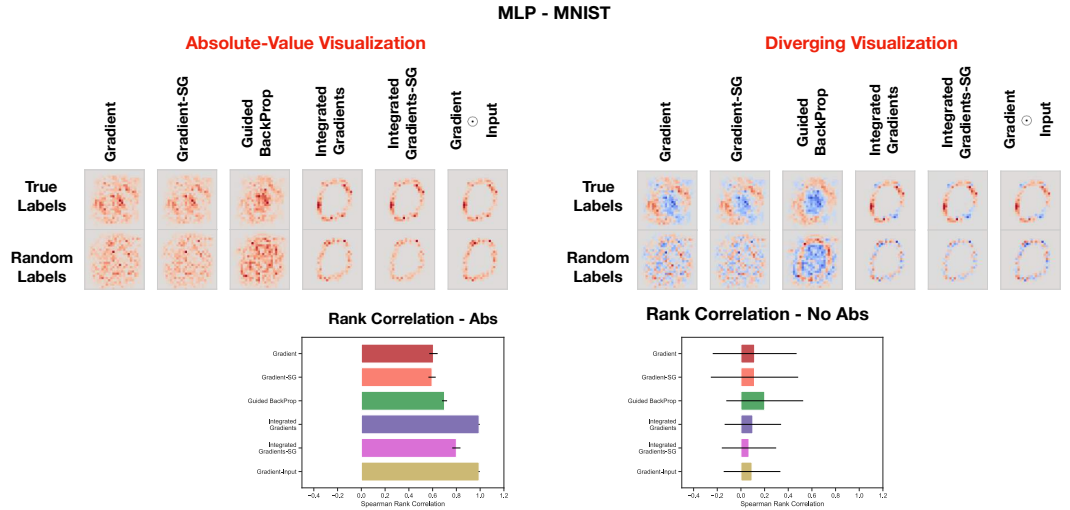 MLP - MNIST
Absolute-Value Visualization
Gradient
Gradient-SG
Guided
BackProp
Integrated
Gradients
Integrated
Gradients-SG
Gradient
⊙
Input
True
Labels
Random
Labels
Rank Correlation - Abs
Gradient
Gradient-SG
Guided BackProp
Integrated
Gradients
Integrated
Gradients-SG
Gradient-Input
−0.4 −0.2 0.0 0.2 0.4 0.6 0.8 1.0 1.2
Spearman Rank Correlation
Diverging Visualization
Gradient
Gradient-SG
Guided
BackProp
Integrated
Gradients
Integrated
Gradients-SG
Gradient
⊙
Input
True
Labels
Random
Labels
Rank Correlation - No Abs
Gradient
Gradient-SG
Guided BackProp
Integrated
Gradients
Integrated
Gradients-SG
Gradient-Input
−0.4 −0.2 0.0 0.2 0.4 0.6 0.8 1.0 1.2
Spearman Rank Correlation